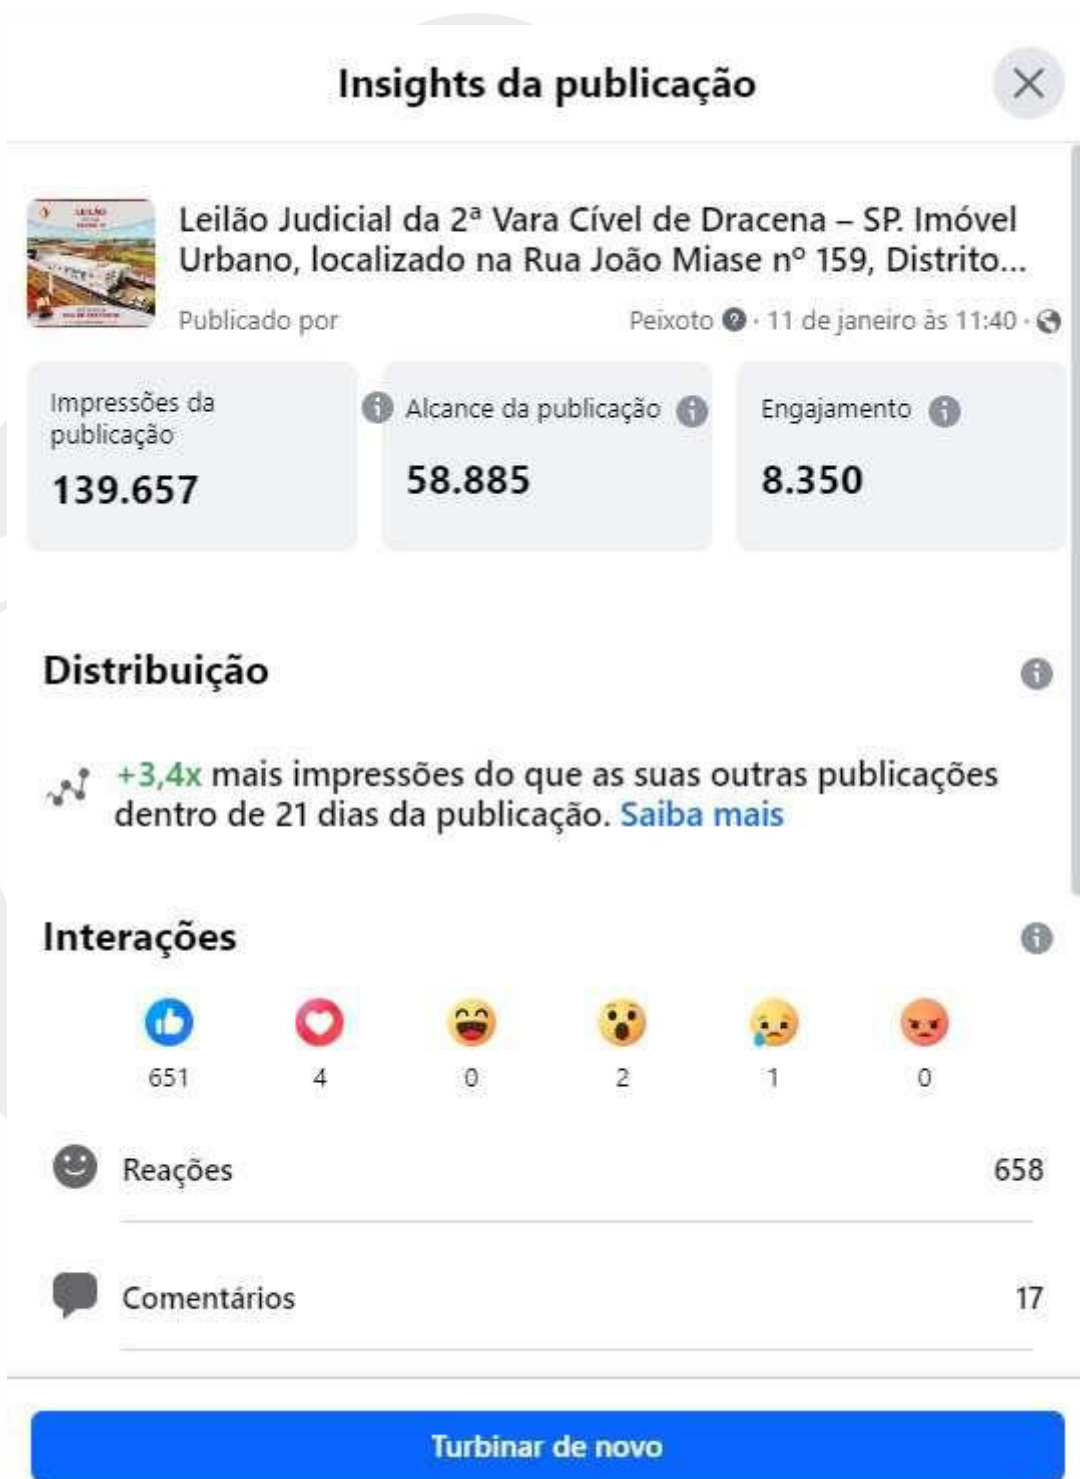 Insights da publicação
LEILÃO
Leilão Judicial da 2ª Vara Cível de Dracena – SP. Imóvel
Urbano, localizado na Rua João Miase nº 159, Distrito...
Publicado por Peixoto · 11 de janeiro às 11:40 ·
Impressões da
publicação
139.657
Alcance da publicação
58.885
Engajamento
8.350
Distribuição
+3,4x mais impressões do que as suas outras publicações
dentro de 21 dias da publicação. Saiba mais
Interações
651 4 0 2 1 0
Reações 658
Comentários 17
Turbinar de novo